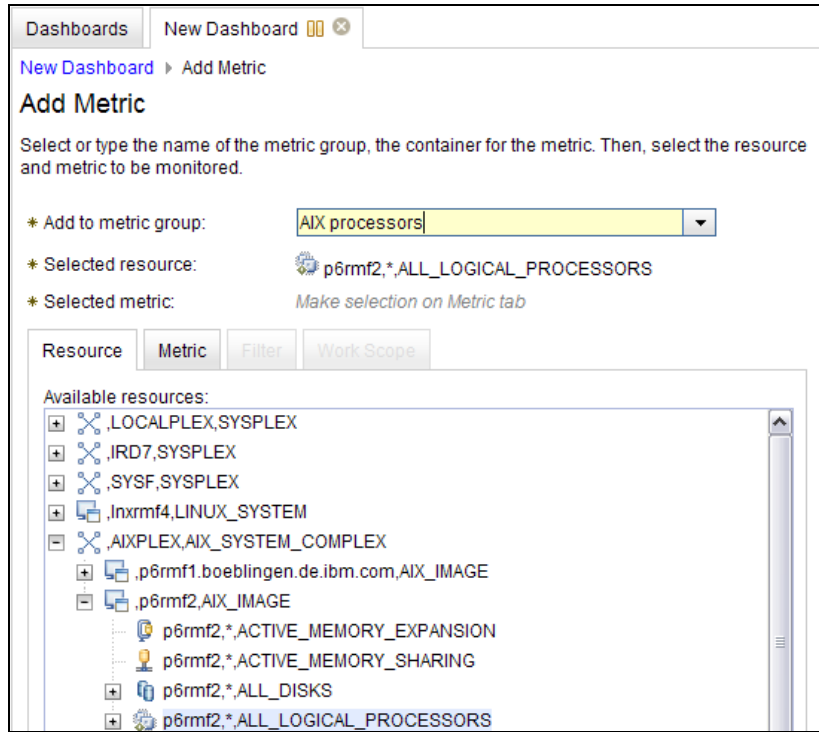 Dashboards New Dashboard
New Dashboard Add Metric
Add Metric
Select or type the name of the metric group, the container for the metric. Then, select the resource
and metric to be monitored.
* Add to metric group: AIX processors
* Selected resource: p6rmf2,*,ALL_LOGICAL_PROCESSORS
* Selected metric: Make selection on Metric tab
Resource Metric Filter Work Scope
Available resources:
,LOCALPLEX,SYSPLEX
,IRD7,SYSPLEX
,SYSF,SYSPLEX
,lnxrmf4,LINUX_SYSTEM
,AIXPLEX,AIX_SYSTEM_COMPLEX
,p6rmf1.boeblingen.de.ibm.com,AIX_IMAGE
,p6rmf2,AIX_IMAGE
p6rmf2,*,ACTIVE_MEMORY_EXPANSION
p6rmf2,*,ACTIVE_MEMORY_SHARING
p6rmf2,*,ALL_DISKS
p6rmf2,*,ALL_LOGICAL_PROCESSORS